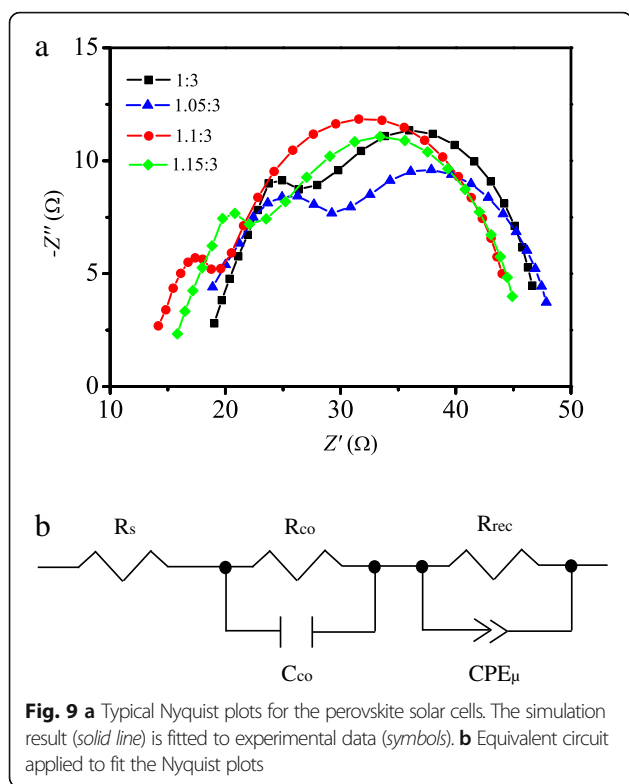 a
15
10
5
0
-Z″ (Ω)
1:3
1.05:3
1.1:3
1.15:3
10 20 30 40 50
Z′ (Ω)
b
Rs Rco Rrec
Cco CPEμ
Fig. 9 a Typical Nyquist plots for the perovskite solar cells. The simulation
result (solid line) is fitted to experimental data (symbols). b Equivalent circuit
applied to fit the Nyquist plots